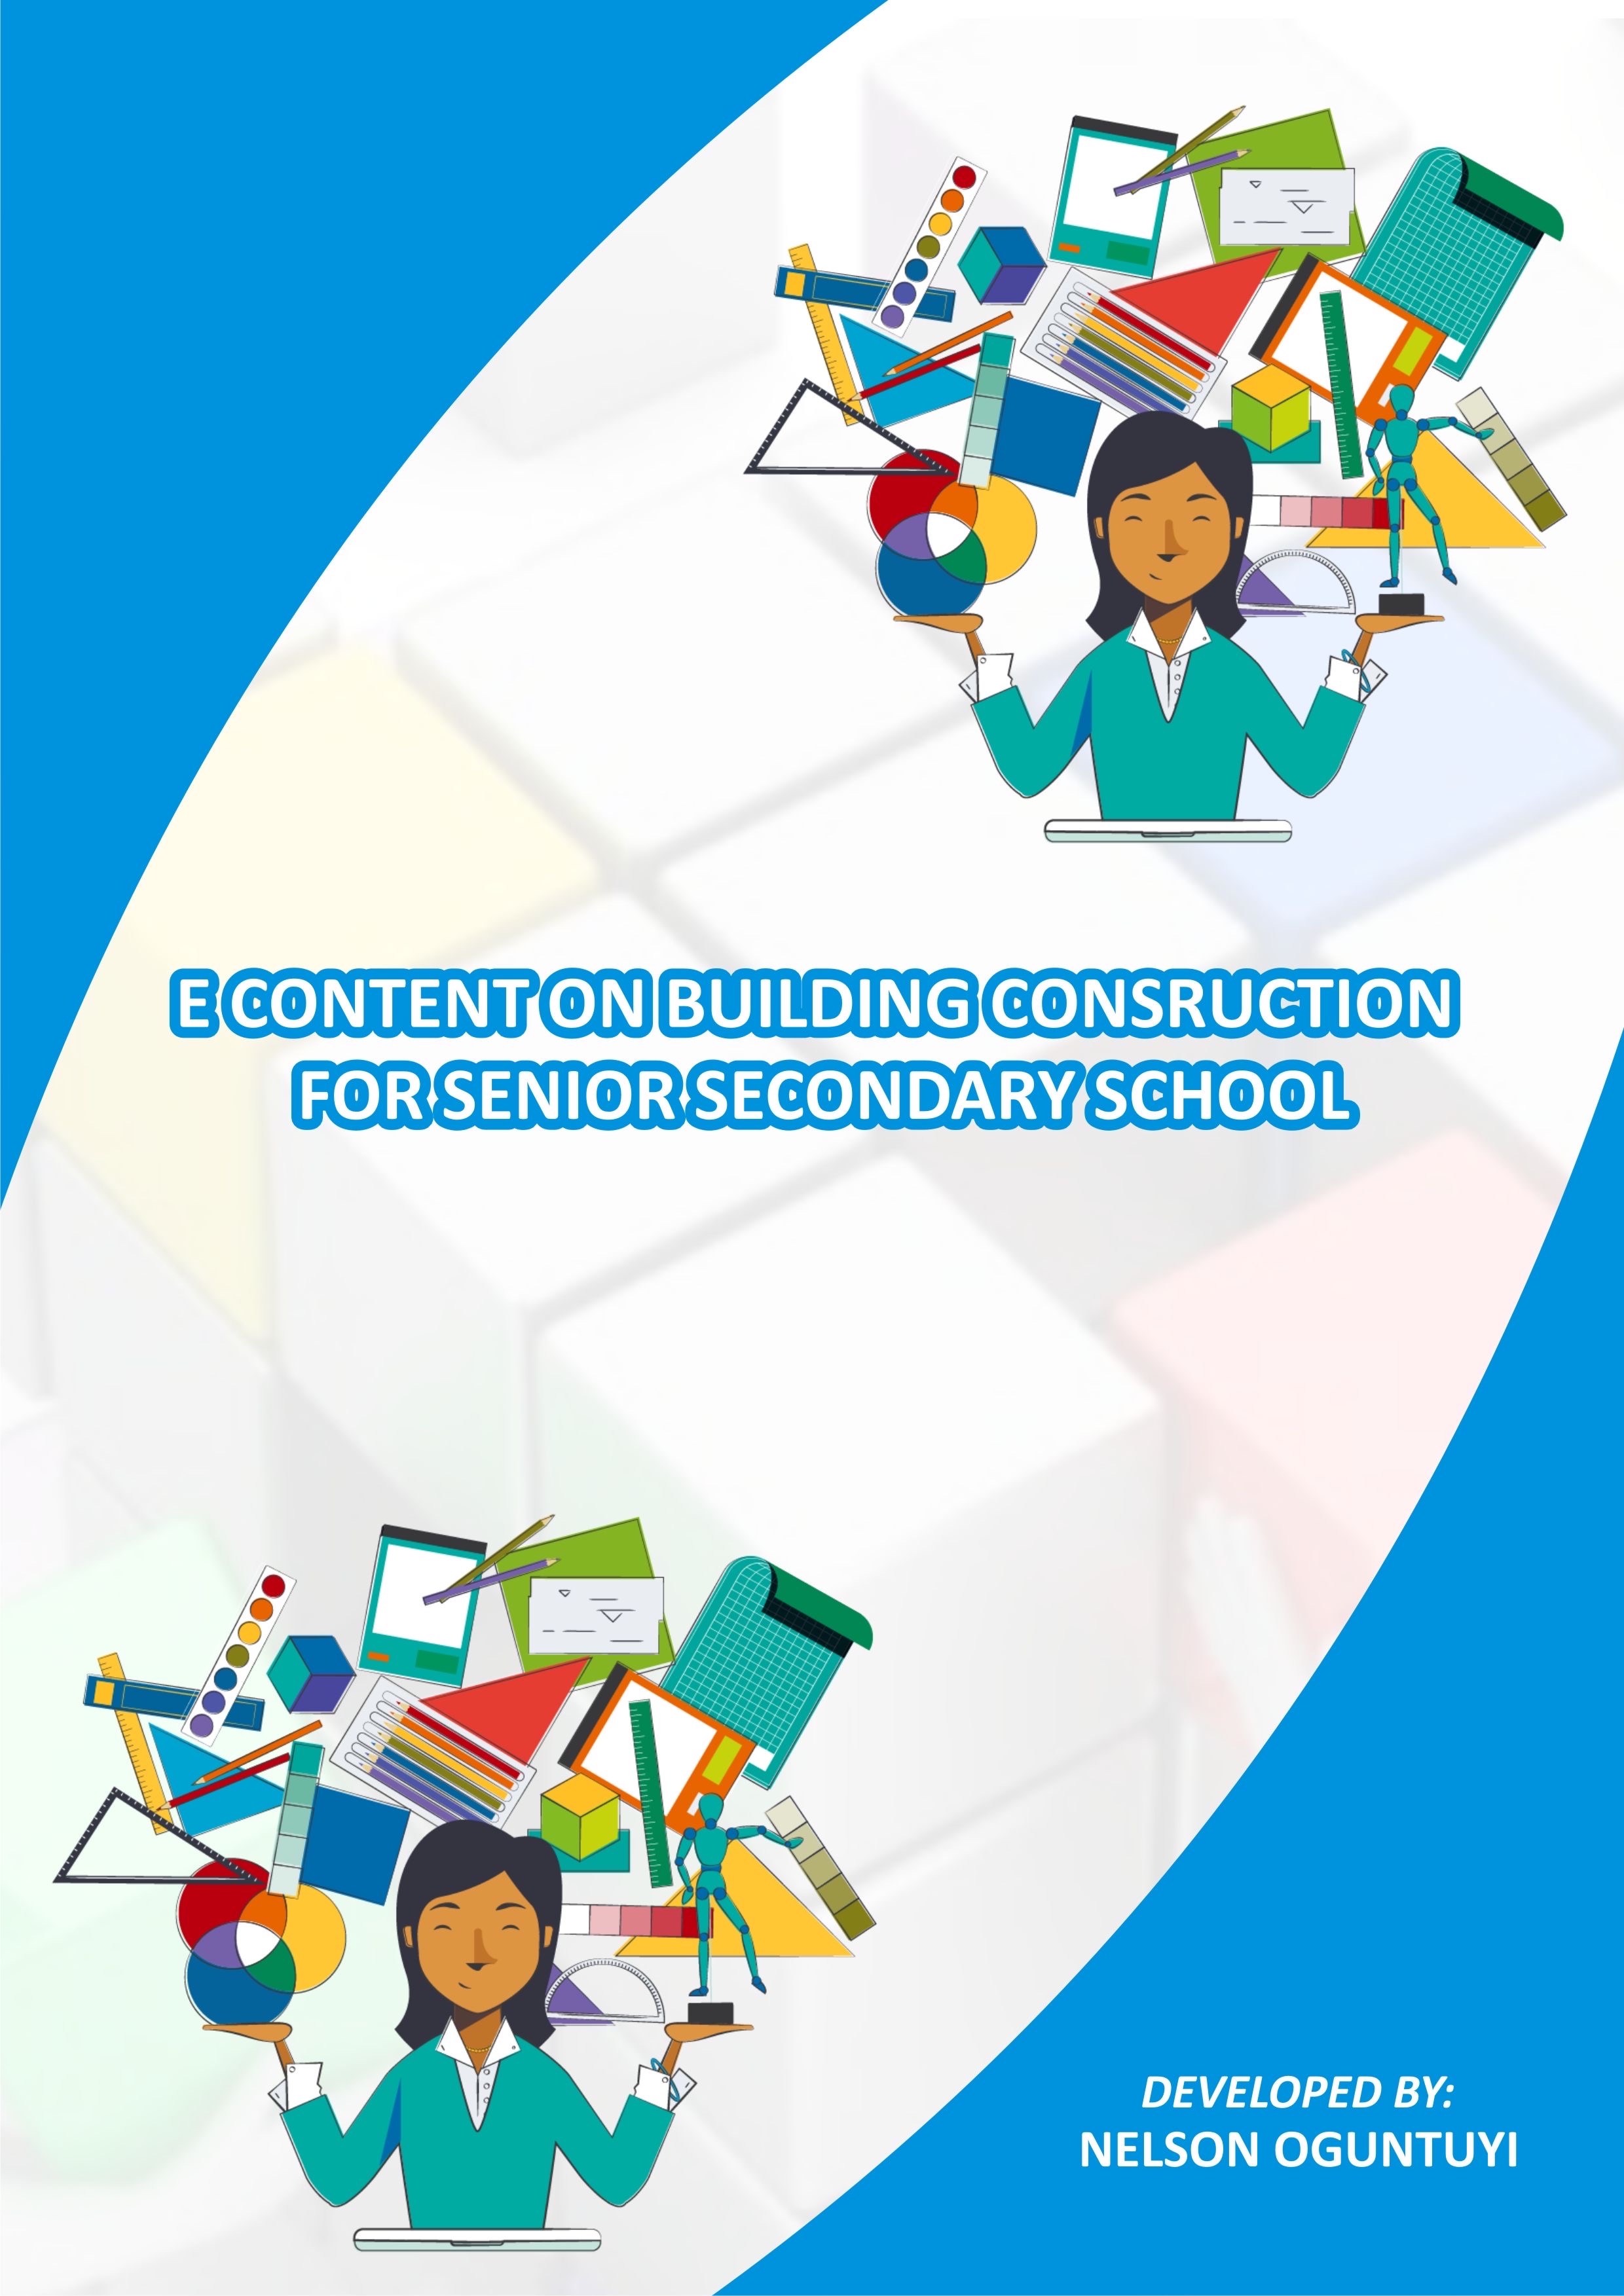 E CONTENT ON BUILDING CONSRUCTION
FOR SENIOR SECONDARY SCHOOL
DEVELOPED BY:
NELSON OGUNTUYI